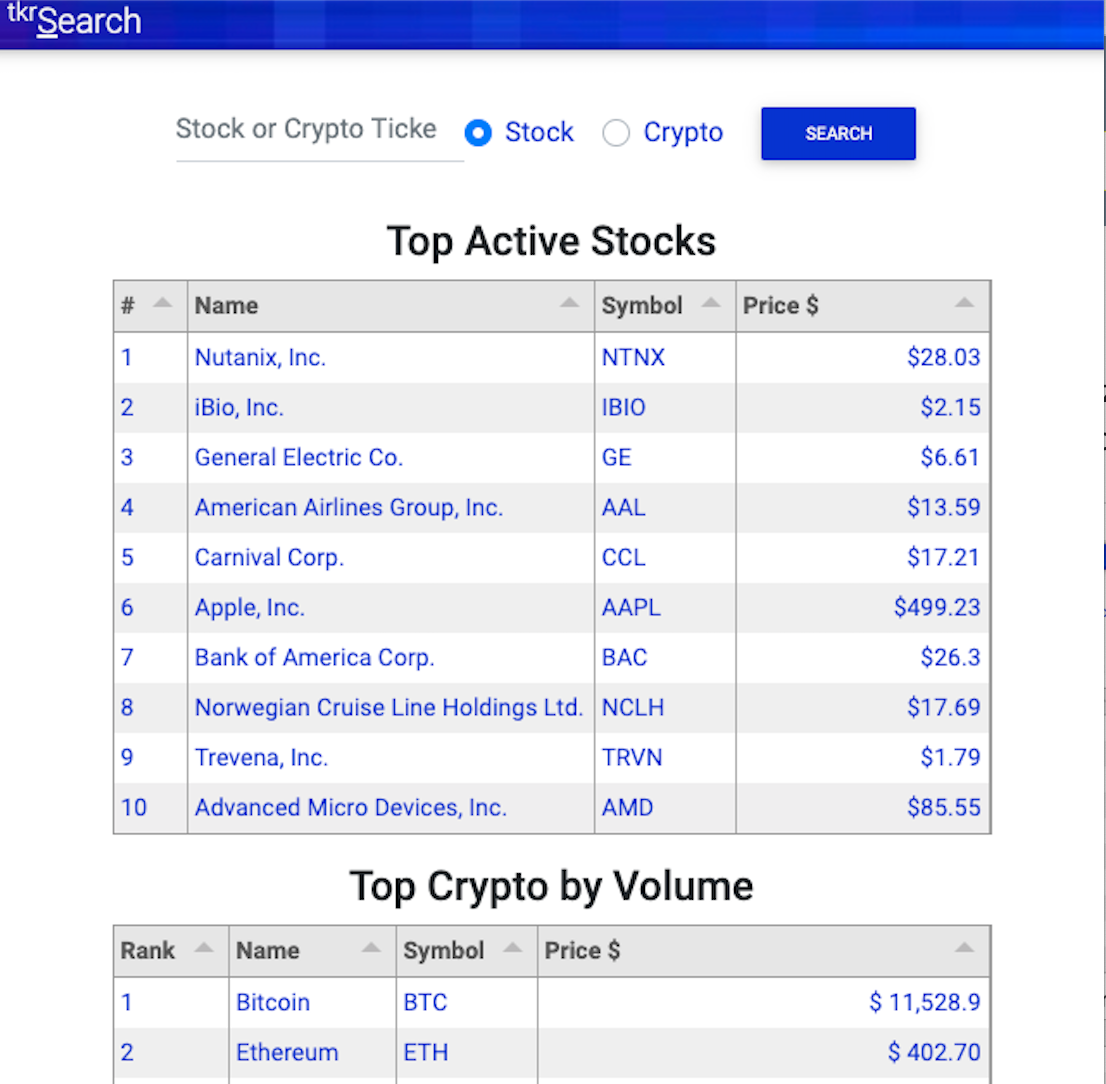 tkrSearch
Stock or Crypto Ticke Stock Crypto SEARCH
Top Active Stocks
# Name Symbol Price $
1 Nutanix, Inc. NTNX $28.03
2 iBio, Inc. IBIO $2.15
3 General Electric Co. GE $6.61
4 American Airlines Group, Inc. AAL $13.59
5 Carnival Corp. CCL $17.21
6 Apple, Inc. AAPL $499.23
7 Bank of America Corp. BAC $26.3
8 Norwegian Cruise Line Holdings Ltd. NCLH $17.69
9 Trevena, Inc. TRVN $1.79
10 Advanced Micro Devices, Inc. AMD $85.55
Top Crypto by Volume
Rank Name Symbol Price $
1 Bitcoin BTC $ 11,528.9
2 Ethereum ETH $ 402.70